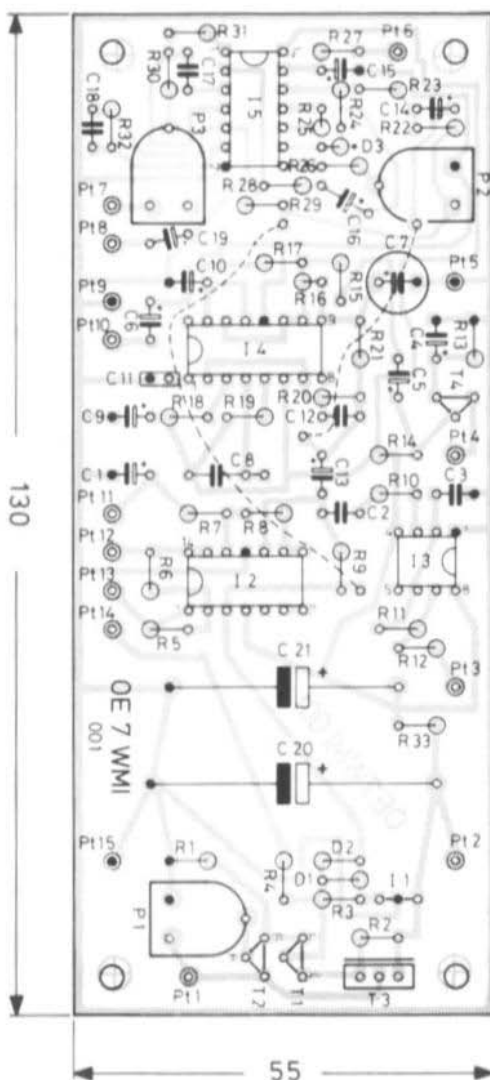 R31
Pt6
R27
R30
C17
C15
R23
C18
R32
P3
I5
R25
R24
C14
R22
D3
R26
P2
Pt7
R28
R29
C16
Pt8
C19
R17
C7
Pt9
C10
R16
R15
Pt5
Pt10
C6
I4
R21
C4
R13
C11
R20
C5
T4
C9
R18
R19
C12
Pt4
R14
C1
C8
C13
R10
C3
Pt11
R7
R8
C2
Pt12
R6
I2
R9
I3
Pt13
Pt14
R5
R11
R12
C21
Pt3
OE 7 WMI
001
R33
C20
Pt15
R1
R4
D2
Pt2
D1
R3
I1
P1
R2
Pt1
T2
T1
T3
130
55